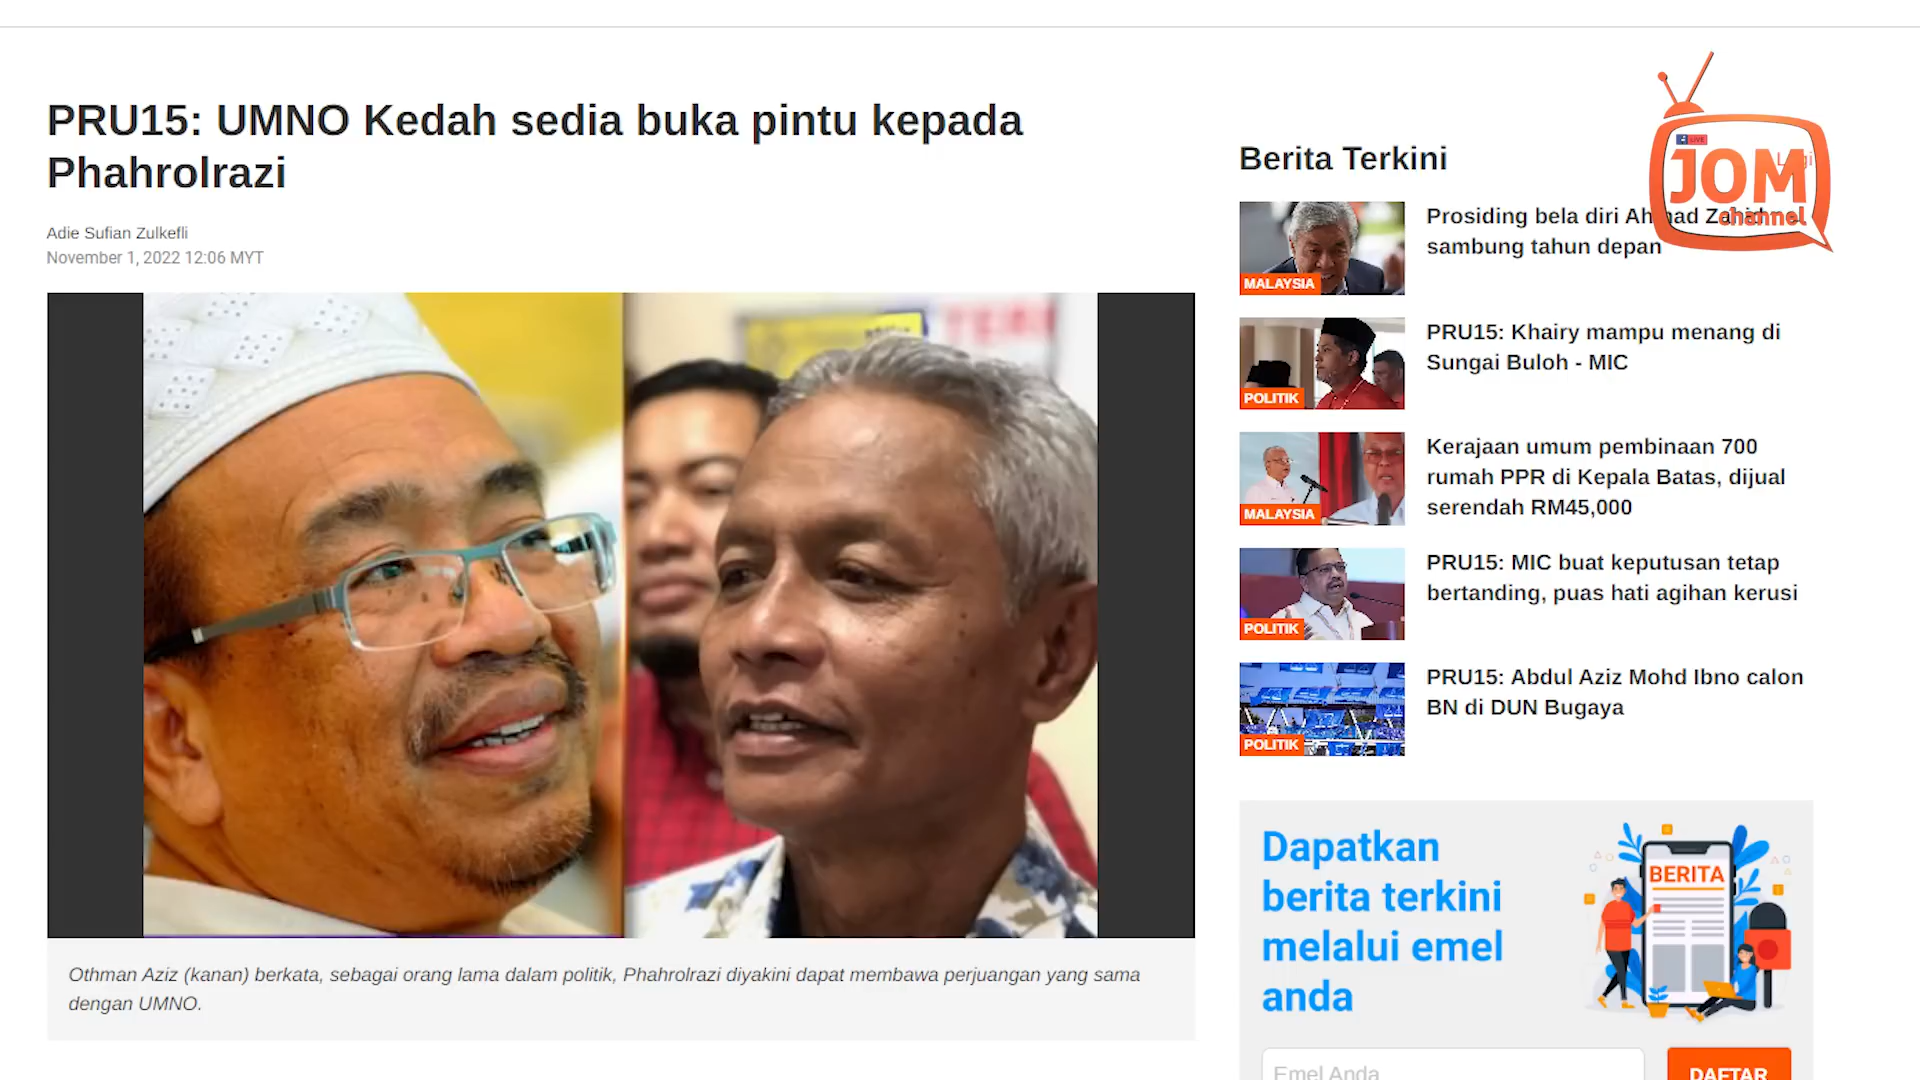 PRU15: UMNO Kedah sedia buka pintu kepada
Phahrolrazi
Adie Sufian Zulkefli
November 1, 2022 12:06 MYT
Othman Aziz (kanan) berkata, sebagai orang lama dalam politik, Phahrolrazi diyakini dapat membawa perjuangan yang sama
dengan UMNO.
Berita Terkini
LIVE
JOM
channel
Prosiding bela diri Ahmad Zahid
sambung tahun depan
MALAYSIA
PRU15: Khairy mampu menang di
Sungai Buloh - MIC
POLITIK
Kerajaan umum pembinaan 700
rumah PPR di Kepala Batas, dijual
serendah RM45,000
MALAYSIA
PRU15: MIC buat keputusan tetap
bertanding, puas hati agihan kerusi
POLITIK
PRU15: Abdul Aziz Mohd Ibno calon
BN di DUN Bugaya
POLITIK
Dapatkan
berita terkini
melalui emel
anda
BERITA
Emel Anda
DAFTAR